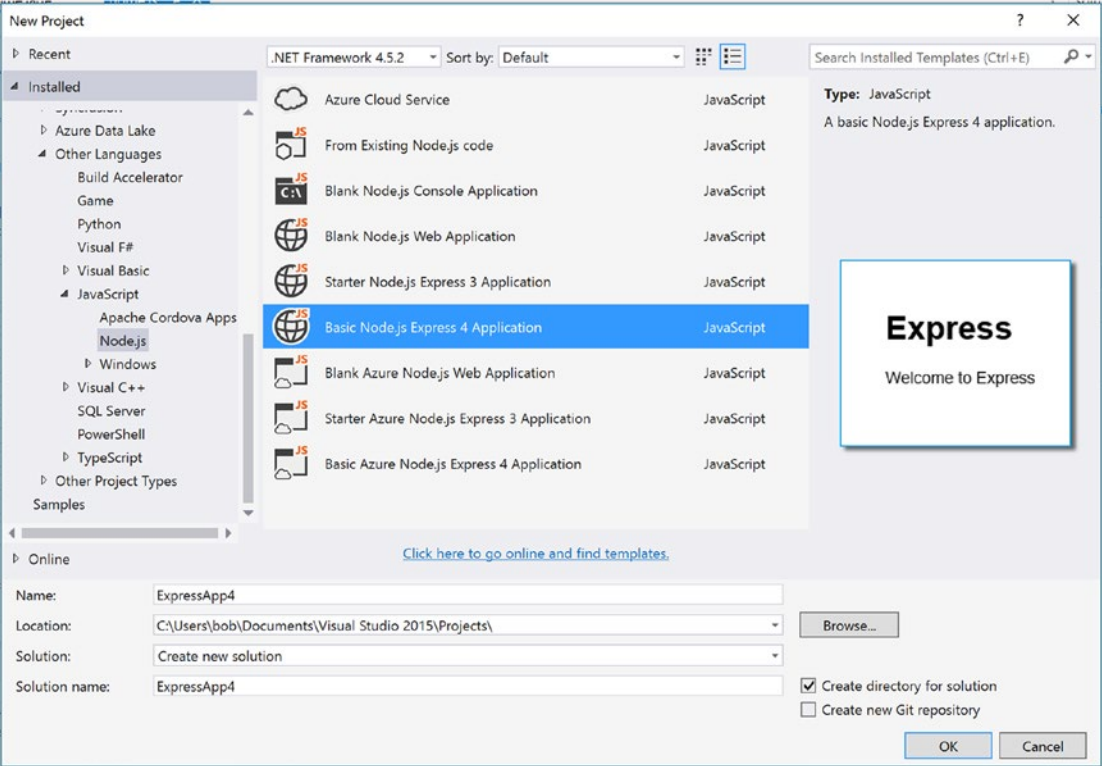 New Project
?
Recent
.NET Framework 4.5.2
Sort by:
Default
Search Installed Templates (Ctrl+E)
Installed
Azure Data Lake
Other Languages
Build Accelerator
Game
Python
Visual F#
Visual Basic
JavaScript
Apache Cordova Apps
Node.js
Windows
Visual C++
SQL Server
PowerShell
TypeScript
Other Project Types
Samples
Online
Azure Cloud Service JavaScript
JS From Existing Node.js code JavaScript
JS C:\ Blank Node.js Console Application JavaScript
JS Blank Node.js Web Application JavaScript
JS Starter Node.js Express 3 Application JavaScript
JS Basic Node.js Express 4 Application JavaScript
JS Blank Azure Node.js Web Application JavaScript
JS Starter Azure Node.js Express 3 Application JavaScript
JS Basic Azure Node.js Express 4 Application JavaScript
Click here to go online and find templates.
Type: JavaScript
A basic Node.js Express 4 application.
Express
Welcome to Express
Name: ExpressApp4
Location: C:\Users\bob\Documents\Visual Studio 2015\Projects\
Browse...
Solution: Create new solution
Solution name: ExpressApp4
Create directory for solution
Create new Git repository
OK
Cancel